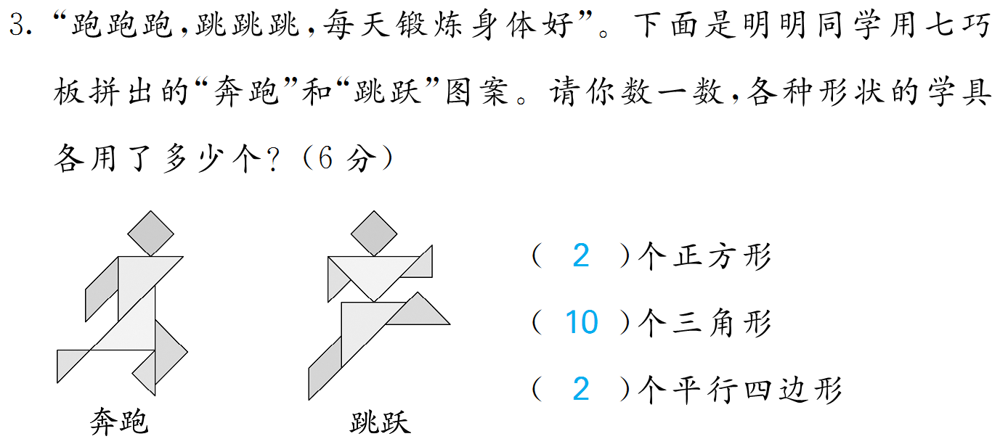 3. “跑跑跑,跳跳跳,每天锻炼身体好”。下面是明明同学用七巧
板拼出的“奔跑”和“跳跃”图案。请你数一数,各种形状的学具
各用了多少个?(6 分)
( 2 )个正方形
( 10 )个三角形
( 2 )个平行四边形
奔跑 跳跃